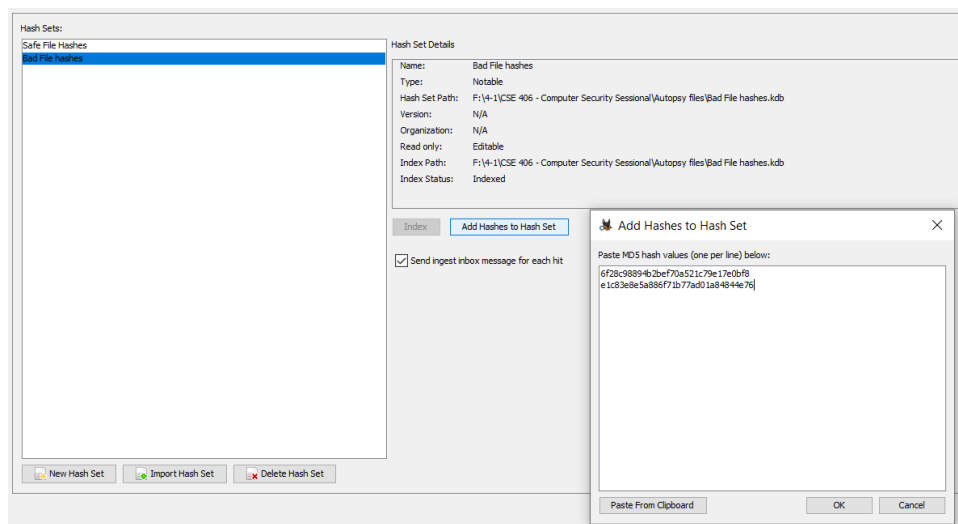 Hash Sets:
Safe File Hashes
Bad File hashes
Hash Set Details
Name: Bad File hashes
Type: Notable
Hash Set Path: F:\4-1\CSE 406 - Computer Security Sessional\Autopsy files\Bad File hashes.kdb
Version: N/A
Organization: N/A
Read only: Editable
Index Path: F:\4-1\CSE 406 - Computer Security Sessional\Autopsy files\Bad File hashes.kdb
Index Status: Indexed
Index Add Hashes to Hash Set
Send ingest inbox message for each hit
Add Hashes to Hash Set
Paste MD5 hash values (one per line) below:
6f28c98894b2bef70a521c79e17e0bf8
e1c83e8e5a886f71b77ad01a84844e76
New Hash Set Import Hash Set Delete Hash Set
Paste From Clipboard OK Cancel